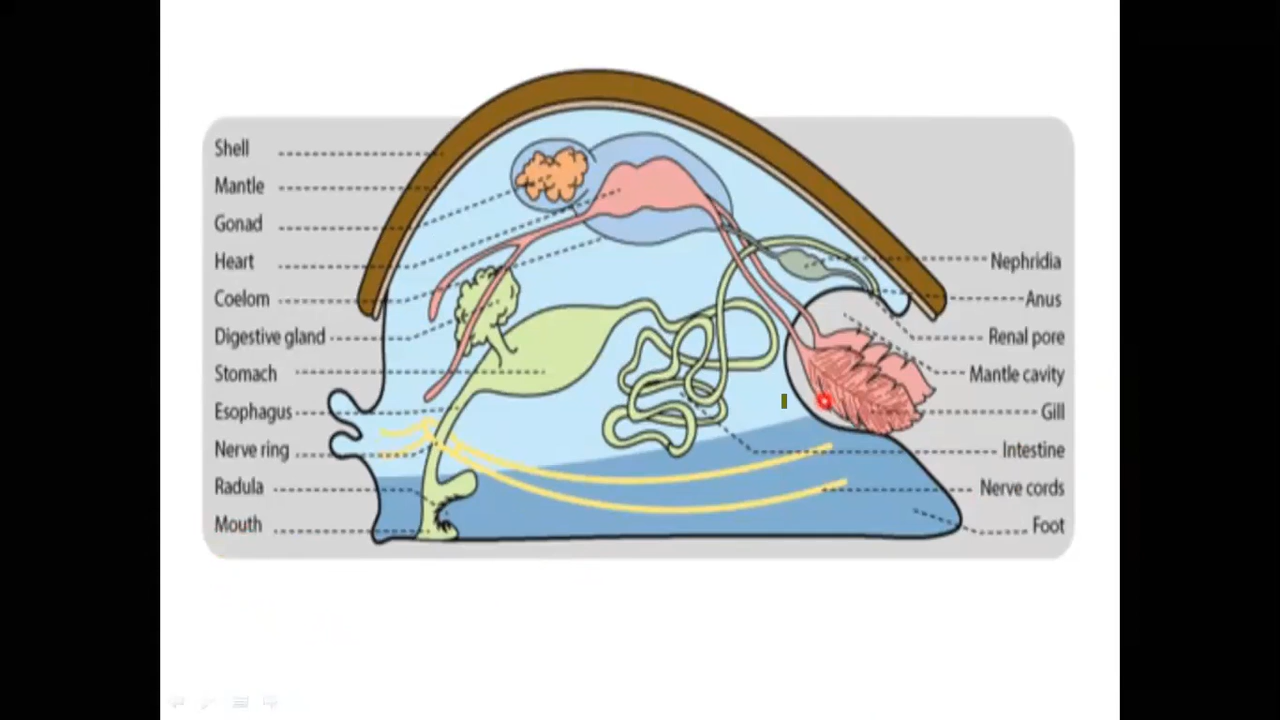 Shell
Mantle
Gonad
Heart
Coelom
Digestive gland
Stomach
Esophagus
Nerve ring
Radula
Mouth
Nephridia
Anus
Renal pore
Mantle cavity
Gill
Intestine
Nerve cords
Foot